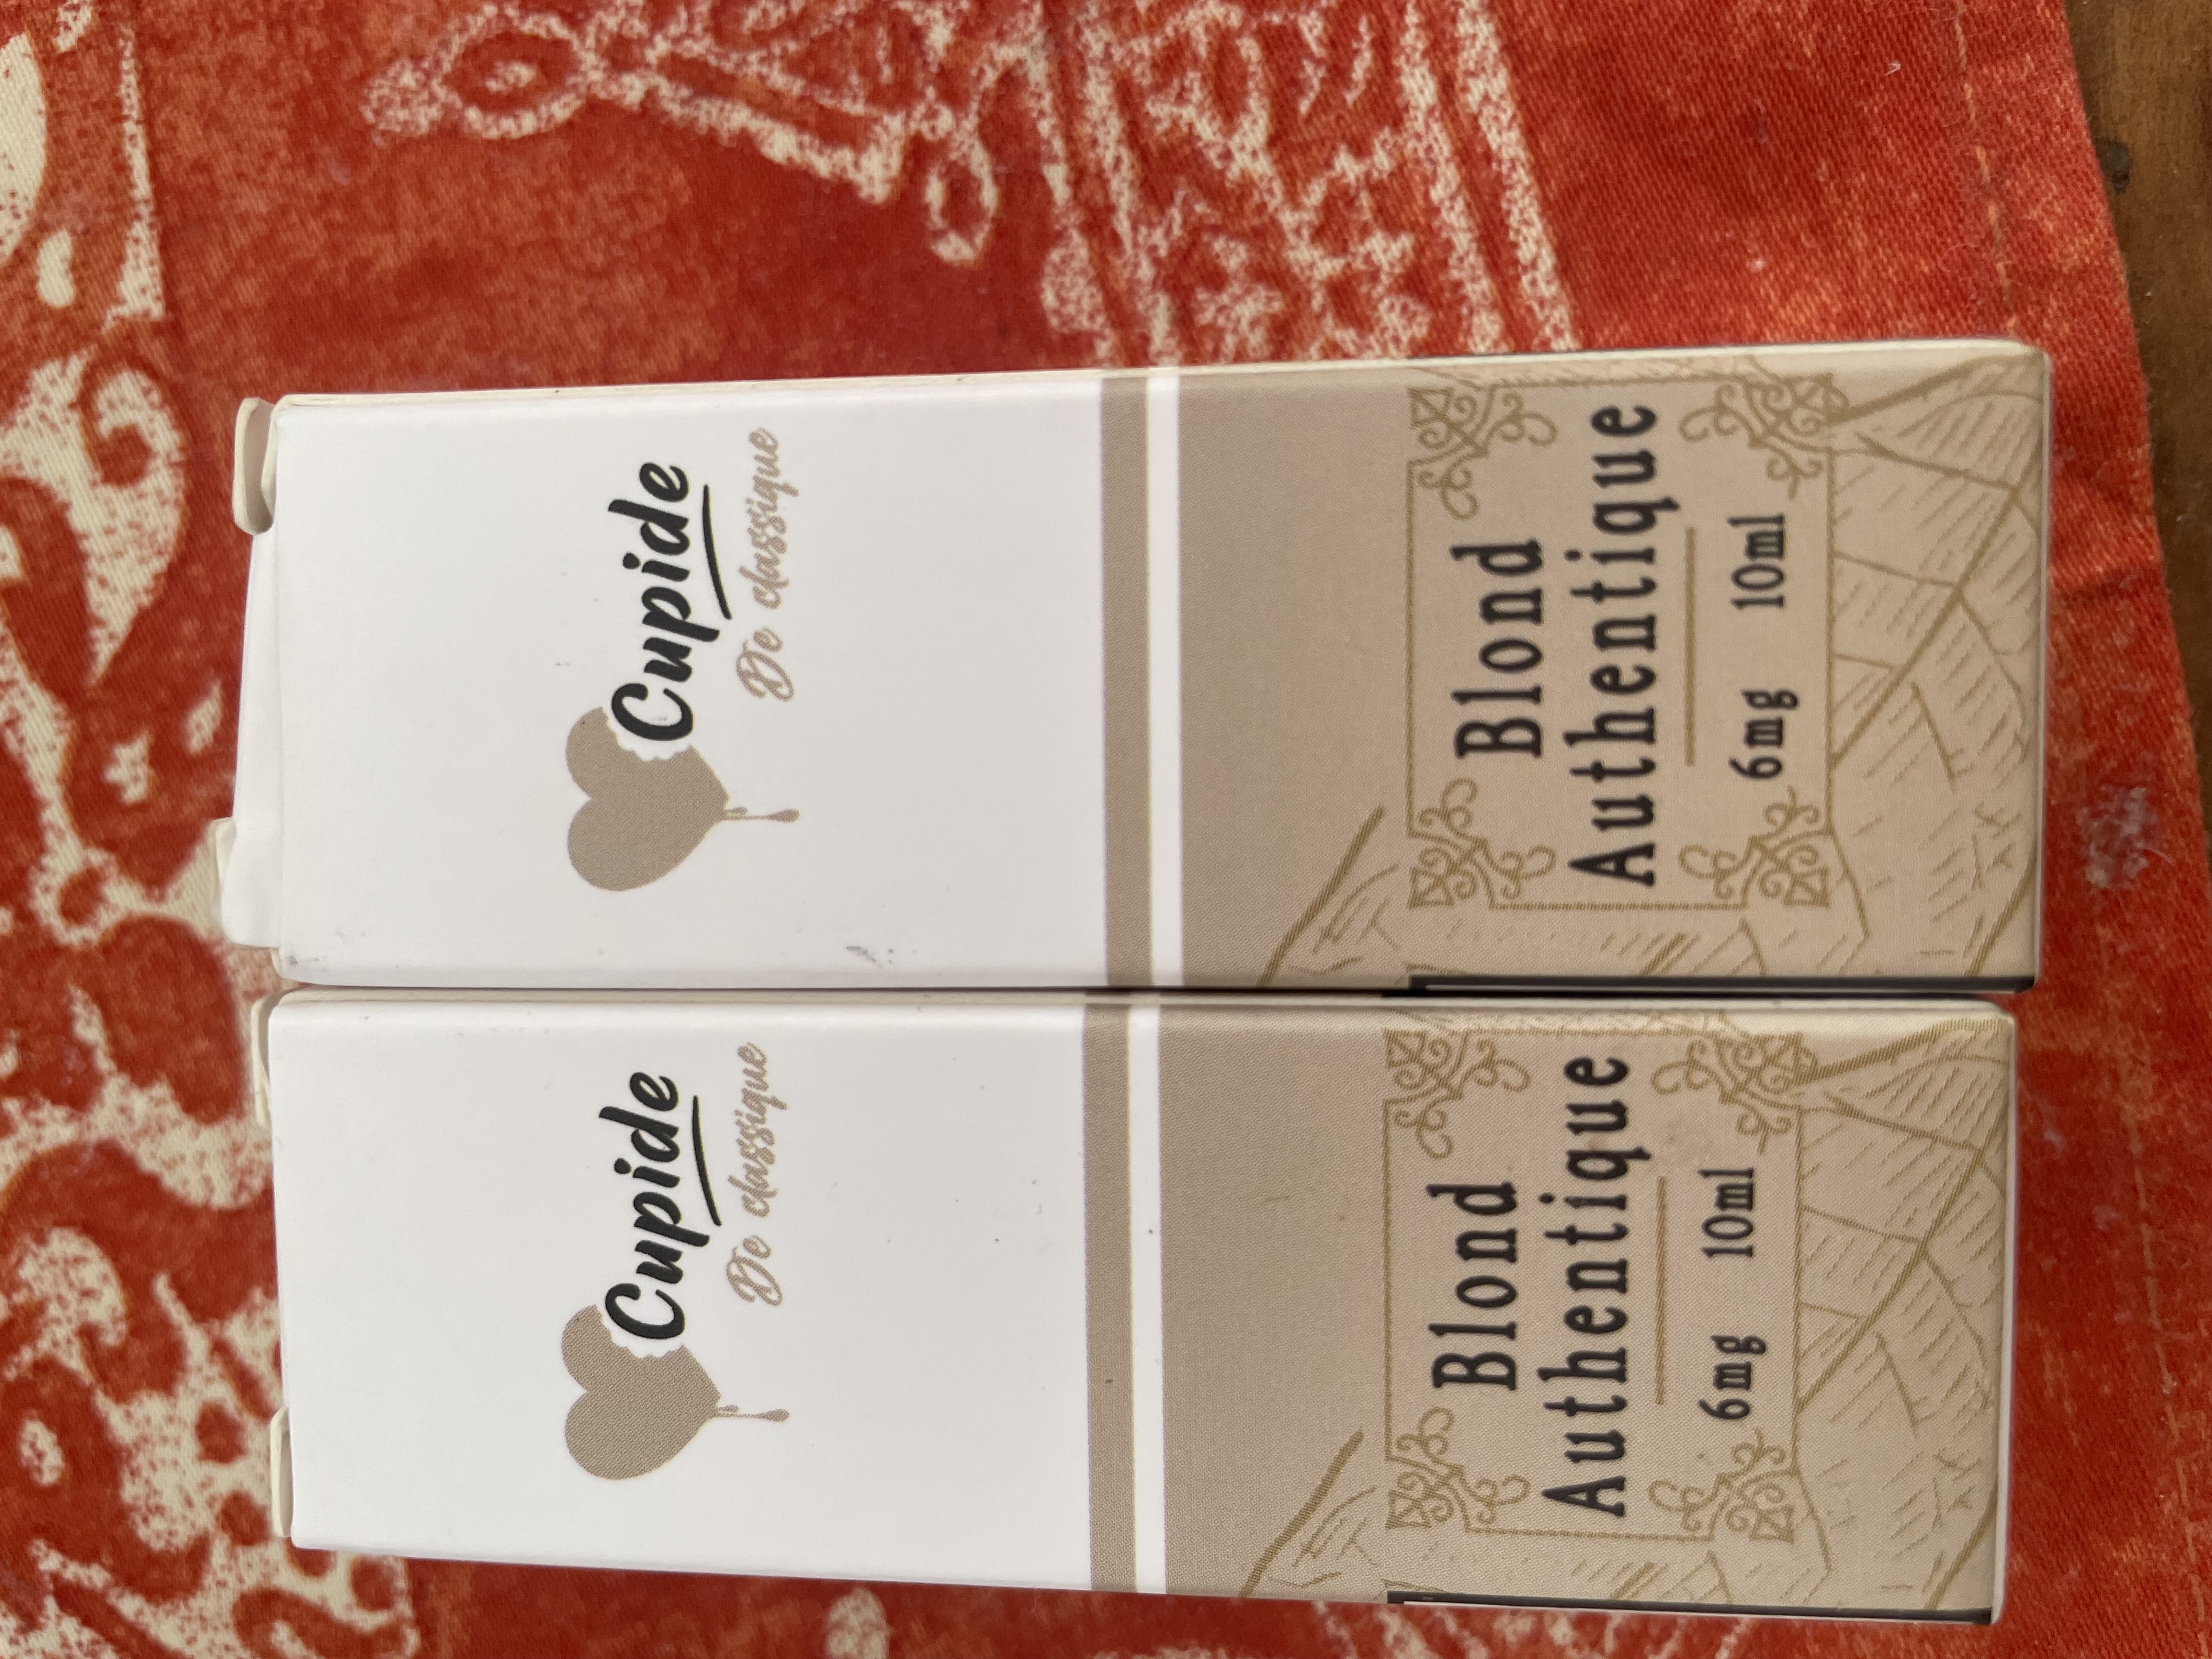 Cupide
De classique
Blond
Authentique
6mg 10ml
Cupide
De classique
Blond
Authentique
6mg 10ml